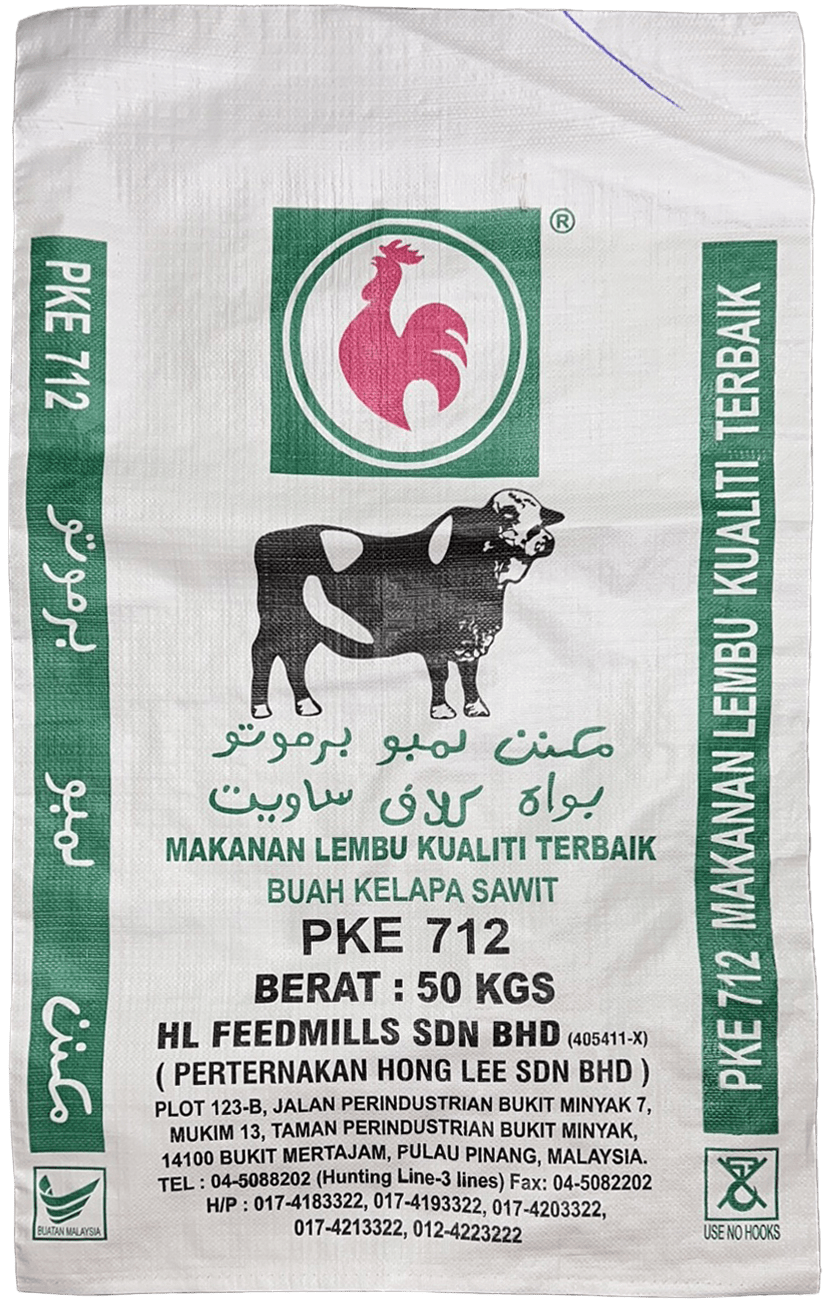 ®
PKE 712 برموتو لمبو مكنن
PKE 712 MAKANAN LEMBU KUALITI TERBAIK
مكنن لمبو برموتو
بواه کلاف ساويت
MAKANAN LEMBU KUALITI TERBAIK
BUAH KELAPA SAWIT
PKE 712
BERAT : 50 KGS
HL FEEDMILLS SDN BHD (405411-X)
( PERTERNAKAN HONG LEE SDN BHD )
PLOT 123-B, JALAN PERINDUSTRIAN BUKIT MINYAK 7,
MUKIM 13, TAMAN PERINDUSTRIAN BUKIT MINYAK,
14100 BUKIT MERTAJAM, PULAU PINANG, MALAYSIA.
TEL : 04-5088202 (Hunting Line-3 lines) Fax: 04-5082202
H/P : 017-4183322, 017-4193322, 017-4203322,
017-4213322, 012-4223222
BUATAN MALAYSIA
USE NO HOOKS